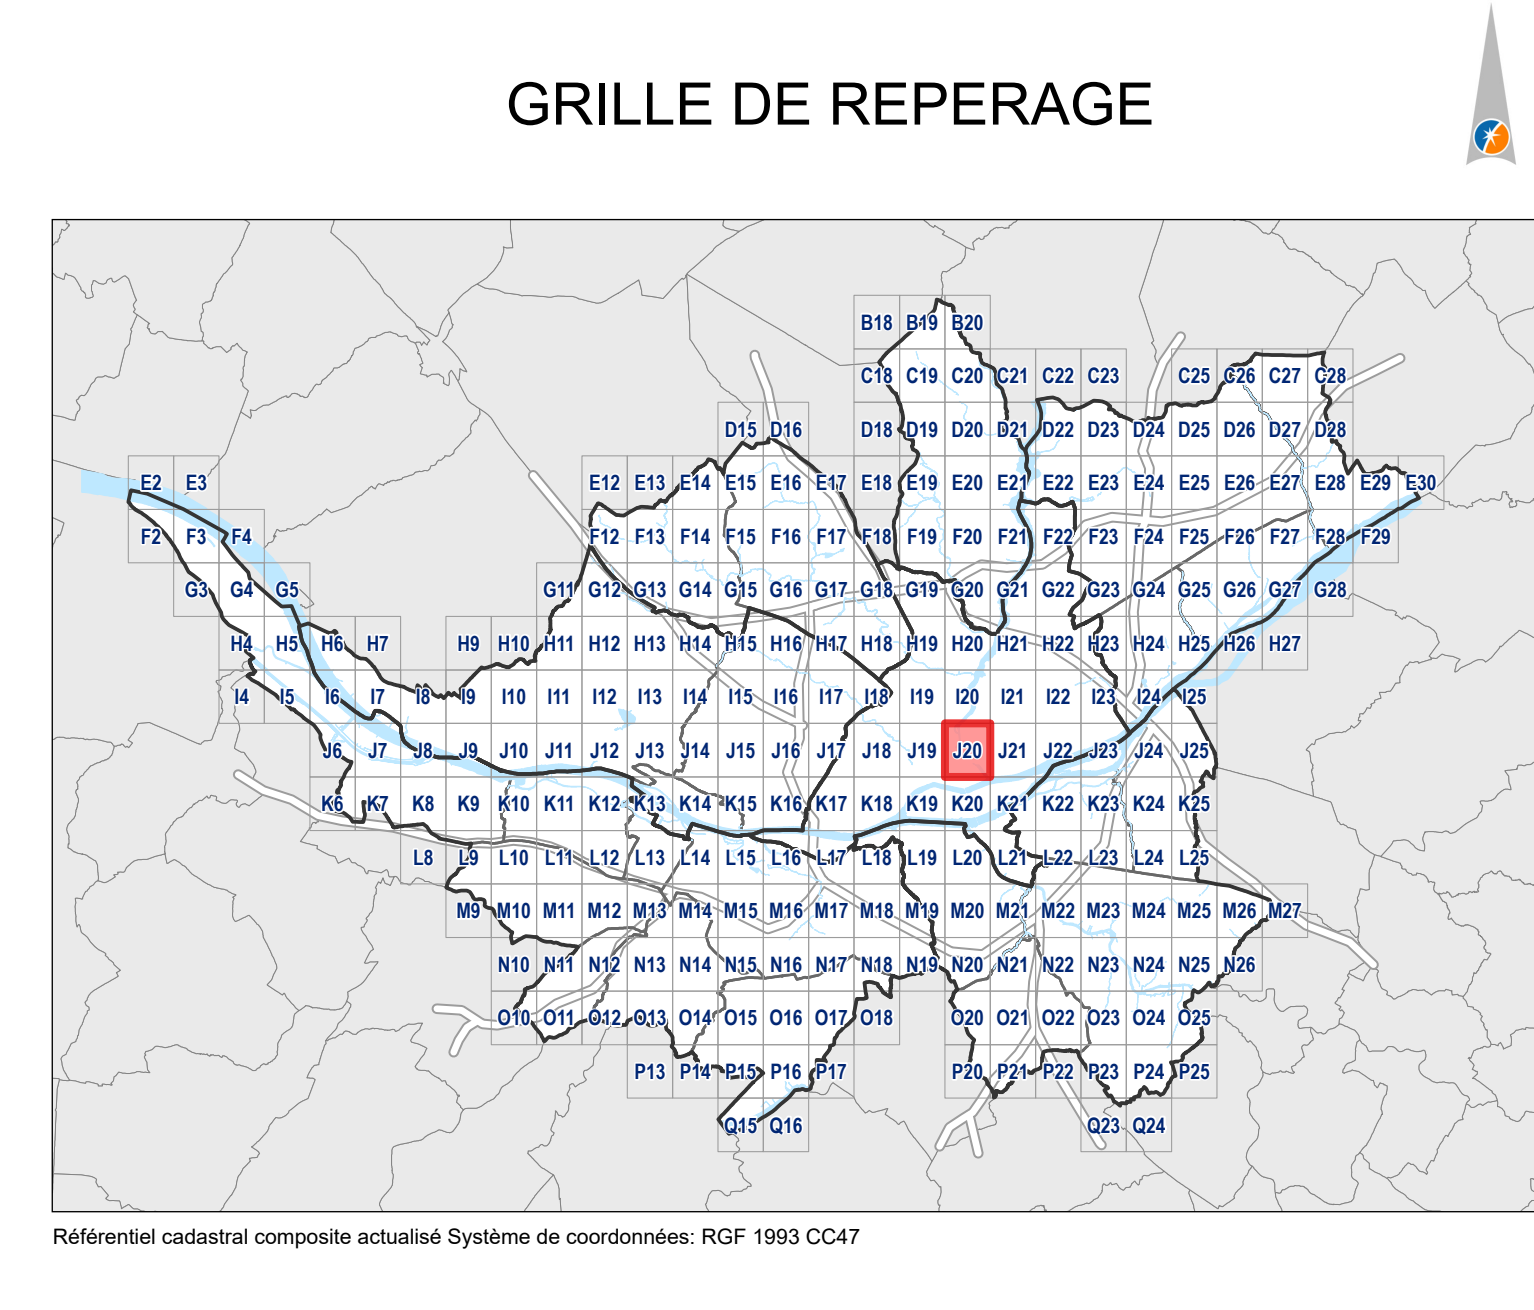 GRILLE DE REPERAGE
B18 B19 B20
C18 C19 C20 C21 C22 C23 C25 C26 C27 C28
D15 D16 D18 D19 D20 D21 D22 D23 D24 D25 D26 D27 D28
E2 E3 E12 E13 E14 E15 E16 E17 E18 E19 E20 E21 E22 E23 E24 E25 E26 E27 E28 E29 E30
F2 F3 F4 F12 F13 F14 F15 F16 F17 F18 F19 F20 F21 F22 F23 F24 F25 F26 F27 F28 F29
G3 G4 G5 G11 G12 G13 G14 G15 G16 G17 G18 G19 G20 G21 G22 G23 G24 G25 G26 G27 G28
H4 H5 H6 H7 H9 H10 H11 H12 H13 H14 H15 H16 H17 H18 H19 H20 H21 H22 H23 H24 H25 H26 H27
I4 I5 I6 I7 I8 I9 I10 I11 I12 I13 I14 I15 I16 I17 I18 I19 I20 I21 I22 I23 I24 I25
J6 J7 J8 J9 J10 J11 J12 J13 J14 J15 J16 J17 J18 J19 J20 J21 J22 J23 J24 J25
K6 K7 K8 K9 K10 K11 K12 K13 K14 K15 K16 K17 K18 K19 K20 K21 K22 K23 K24 K25
L8 L9 L10 L11 L12 L13 L14 L15 L16 L17 L18 L19 L20 L21 L22 L23 L24 L25
M9 M10 M11 M12 M13 M14 M15 M16 M17 M18 M19 M20 M21 M22 M23 M24 M25 M26 M27
N10 N11 N12 N13 N14 N15 N16 N17 N18 N19 N20 N21 N22 N23 N24 N25 N26
O10 O11 O12 O13 O14 O15 O16 O17 O18 O20 O21 O22 O23 O24 O25
P13 P14 P15 P16 P17 P20 P21 P22 P23 P24 P25
Q15 Q16 Q23 Q24
Référentiel cadastral composite actualisé Système de coordonnées: RGF 1993 CC47